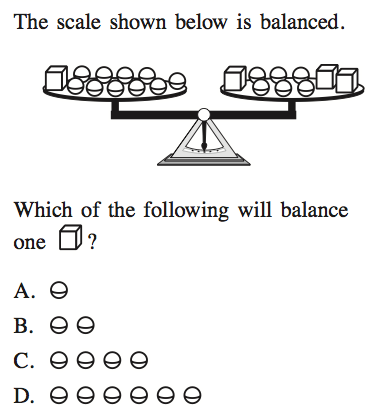 The scale shown below is balanced.
Which of the following will balance
one ?
A.
B.
C.
D.